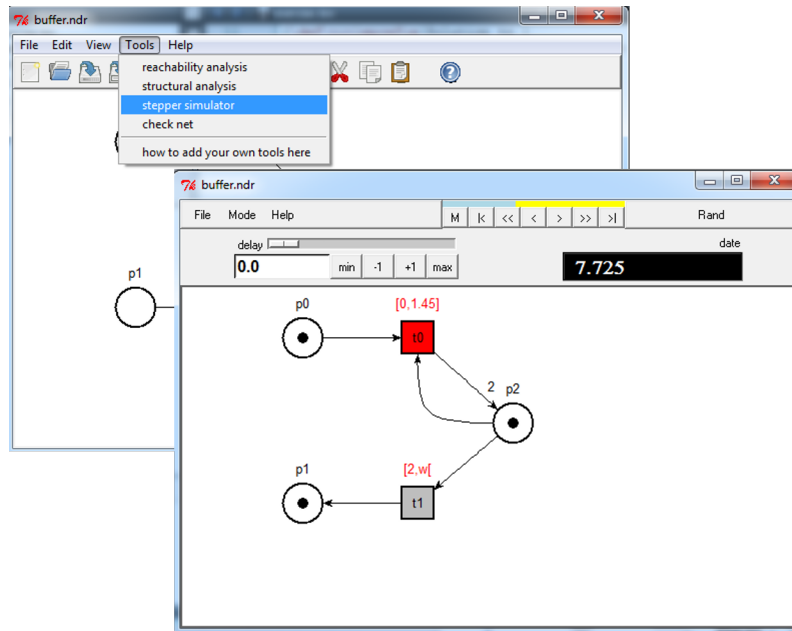 buffer.ndr
File Edit View Tools Help
reachability analysis
structural analysis
stepper simulator
check net
how to add your own tools here
p1
buffer.ndr
File Mode Help
M |< << < > >> >| Rand
delay
date
0.0 min -1 +1 max
7.725
p0 [0,1.45]
t0
2 p2
p1 [2,w[
t1